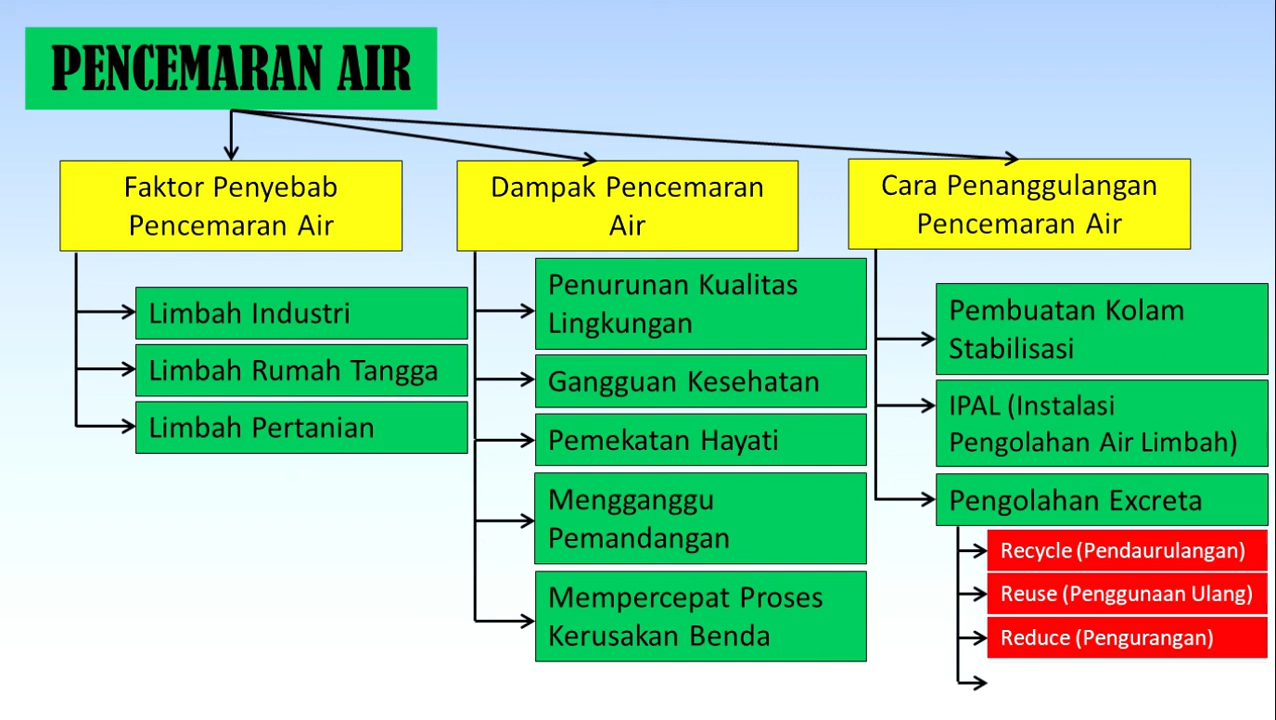 PENCEMARAN AIR
Faktor Penyebab
Pencemaran Air
Limbah Industri
Limbah Rumah Tangga
Limbah Pertanian
Dampak Pencemaran
Air
Penurunan Kualitas
Lingkungan
Gangguan Kesehatan
Pemekatan Hayati
Mengganggu
Pemandangan
Mempercepat Proses
Kerusakan Benda
Cara Penanggulangan
Pencemaran Air
Pembuatan Kolam
Stabilisasi
IPAL (Instalasi
Pengolahan Air Limbah)
Pengolahan Excreta
Recycle (Pendaurulangan)
Reuse (Penggunaan Ulang)
Reduce (Pengurangan)